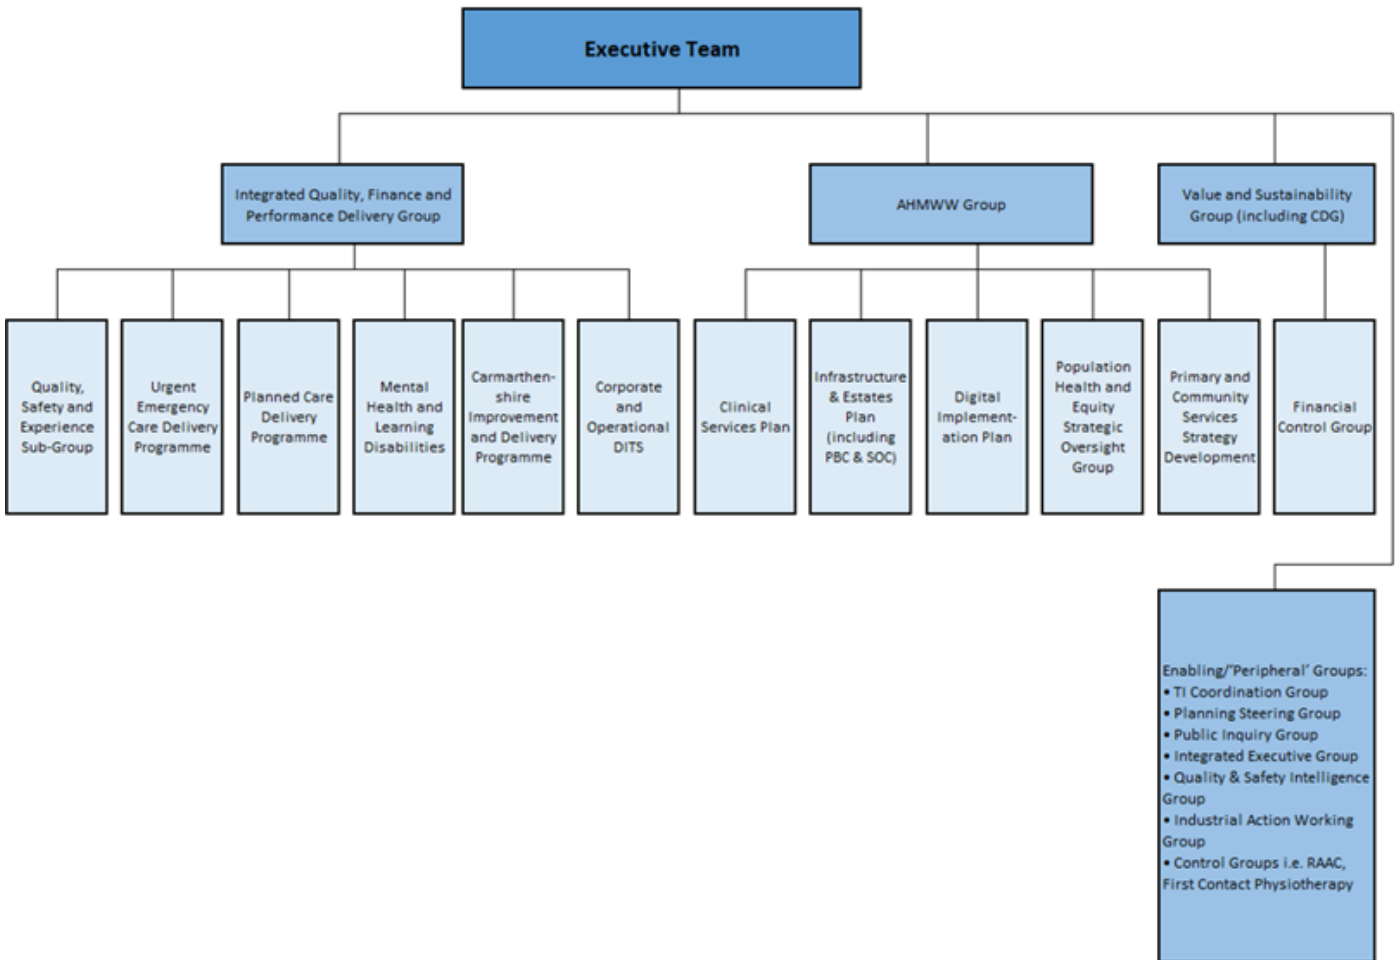 Executive Team
Integrated Quality, Finance and
Performance Delivery Group
AHMWW Group
Value and Sustainability
Group (including CDG)
Quality,
Safety and
Experience
Sub-Group
Urgent
Emergency
Care Delivery
Programme
Planned Care
Delivery
Programme
Mental
Health and
Learning
Disabilities
Carmarthen-
shire
Improvement
and Delivery
Programme
Corporate
and
Operational
DITS
Clinical
Services Plan
Infrastructure
& Estates
Plan
(including
PBC & SOC)
Digital
Implement-
ation Plan
Population
Health and
Equity
Strategic
Oversight
Group
Primary and
Community
Services
Strategy
Development
Financial
Control Group
Enabling/'Peripheral' Groups:
• TI Coordination Group
• Planning Steering Group
• Public Inquiry Group
• Integrated Executive Group
• Quality & Safety Intelligence
Group
• Industrial Action Working
Group
• Control Groups i.e. RAAC,
First Contact Physiotherapy